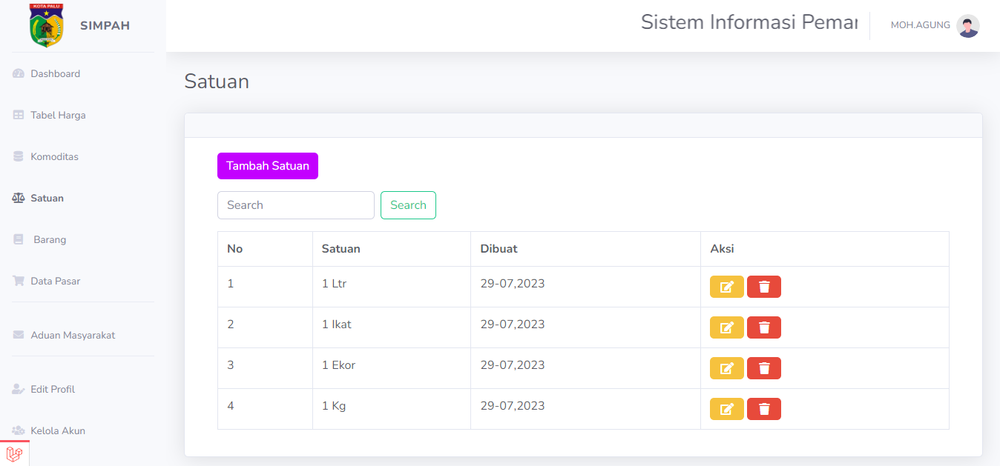 KOTA PALU
SIMPAH
Sistem Informasi Pemar
MOH.AGUNG
Dashboard
Tabel Harga
Komoditas
Satuan
Barang
Data Pasar
Aduan Masyarakat
Edit Profil
Kelola Akun
Satuan
Tambah Satuan
Search Search
No Satuan Dibuat Aksi
1 1 Ltr 29-07,2023
2 1 Ikat 29-07,2023
3 1 Ekor 29-07,2023
4 1 Kg 29-07,2023